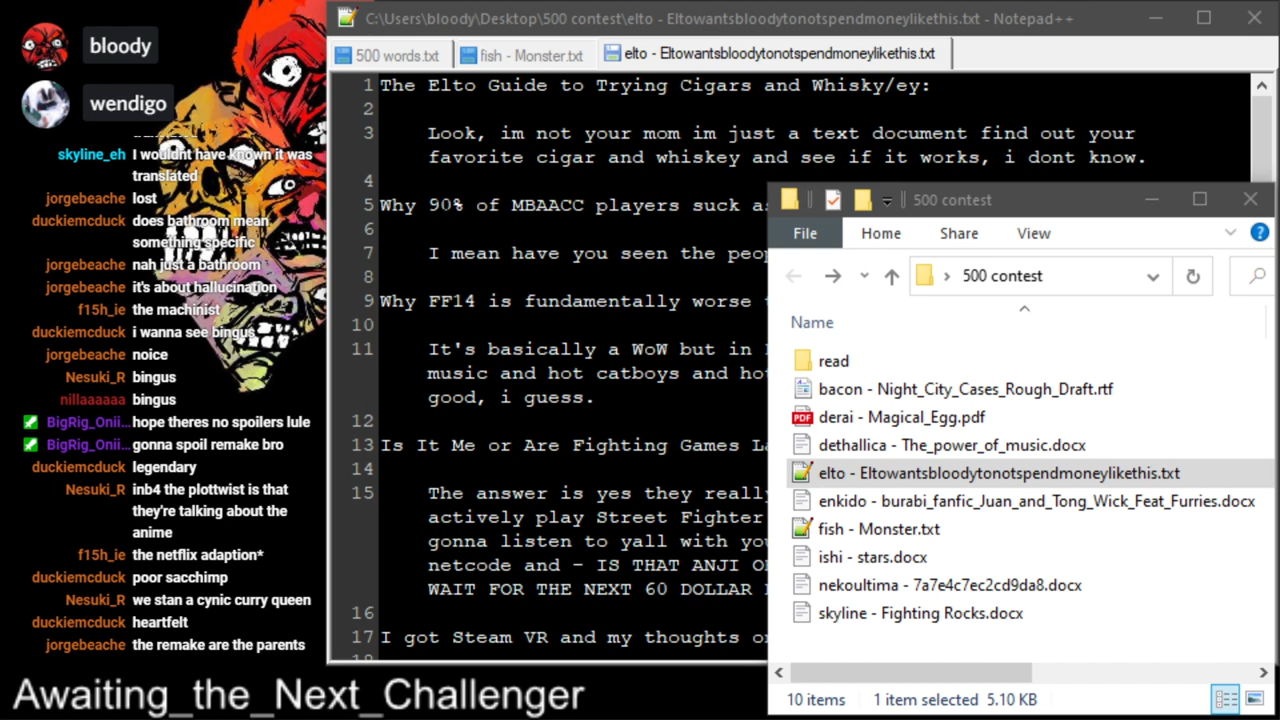 bloody
wendigo
skyline_eh I wouldnt have known it was
translated
jorgebeache lost
duckiemcduck does bathroom mean
something specific
jorgebeache nah just a bathroom
jorgebeache it's about hallucination
f15h_ie the machinist
duckiemcduck i wanna see bingus
jorgebeache noice
Nesuki_R bingus
nillaaaaaa bingus
BigRig_Onii... hope theres no spoilers lule
BigRig_Onii... gonna spoil remake bro
duckiemcduck legendary
Nesuki_R inb4 the plottwist is that
they're talking about the
anime
f15h_ie the netflix adaption*
duckiemcduck poor sacchimp
Nesuki_R we stan a cynic curry queen
duckiemcduck heartfelt
jorgebeache the remake are the parents
Awaiting_the_Next_Challenger
C:\Users\bloody\Desktop\500 contest\elto - Eltowantsbloodytonotspendmoneylikethis.txt - Notepad++
500 words.txt fish - Monster.txt elto - Eltowantsbloodytonotspendmoneylikethis.txt
1 The Elto Guide to Trying Cigars and Whisky/ey:
2
3 Look, im not your mom im just a text document find out your
favorite cigar and whiskey and see if it works, i dont know.
4
5 Why 90% of MBAACC players suck
6
7 I mean have you seen the
8
9 Why FF14 is fundamentally worse
10
11 It's basically a WoW but in
music and hot catboys and
good, i guess.
12
13 Is It Me or Are Fighting Games
14
15 The answer is yes they really
actively play Street Fighter
gonna listen to yall with
netcode and - IS THAT ANJI
WAIT FOR THE NEXT 60 DOLLAR
16
17 I got Steam VR and my thoughts
500 contest
File Home Share View
500 contest
Name
read
bacon - Night_City_Cases_Rough_Draft.rtf
derai - Magical_Egg.pdf
dethallica - The_power_of_music.docx
elto - Eltowantsbloodytonotspendmoneylikethis.txt
enkido - burabi_fanfic_Juan_and_Tong_Wick_Feat_Furries.docx
fish - Monster.txt
ishi - stars.docx
nekoultima - 7a7e4c7ec2cd9da8.docx
skyline - Fighting Rocks.docx
10 items 1 item selected 5.10 KB